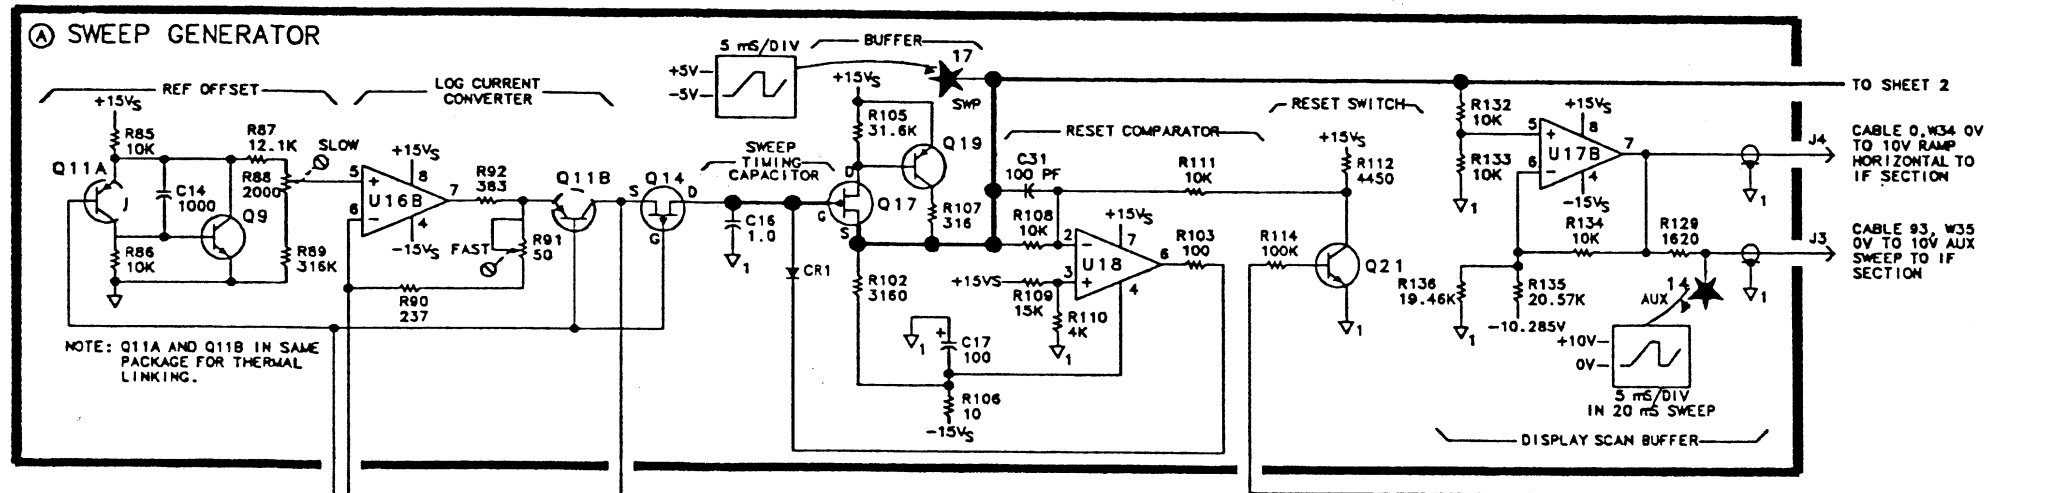 A SWEEP GENERATOR
REF OFFSET
LOG CURRENT
CONVERTER
5 mS/DIV
+5V
-5V
BUFFER
17
SWP
TO SHEET 2
+15VS
R85
10K
R87
12.1K
SLOW
R88
2000
Q11A
C14
1000
Q9
R86
10K
R89
316K
5
+
6
-
U16B
+15VS
8
7
4
-15VS
R92
383
Q11B
FAST
R91
50
R90
237
NOTE: Q11A AND Q11B IN SAME
PACKAGE FOR THERMAL
LINKING.
S
Q14
D
G
SWEEP
TIMING
CAPACITOR
C16
1.0
1
CR1
+15VS
R105
31.6K
Q19
D
Q17
G
S
R107
316
R102
3160
1
+
C17
100
R106
10
-15VS
RESET COMPARATOR
C31
100 PF
R111
10K
R108
10K
+15VS
7
2
-
3
+
U18
6
4
+15VS
R109
15K
R110
4K
1
R103
100
RESET SWITCH
+15VS
R112
4450
R114
100K
Q21
1
R132
10K
R133
10K
1
+15VS
8
5
+
6
-
U17B
7
4
-15VS
R134
10K
R129
1620
R136
19.46K
1
R135
20.57K
-10.285V
14
AUX
+10V
0V
5 mS/DIV
IN 20 mS SWEEP
DISPLAY SCAN BUFFER
1
J4
CABLE 0,W34 0V
TO 10V RAMP
HORIZONTAL TO
IF SECTION
1
J3
CABLE 93, W35
0V TO 10V AUX
SWEEP TO IF
SECTION